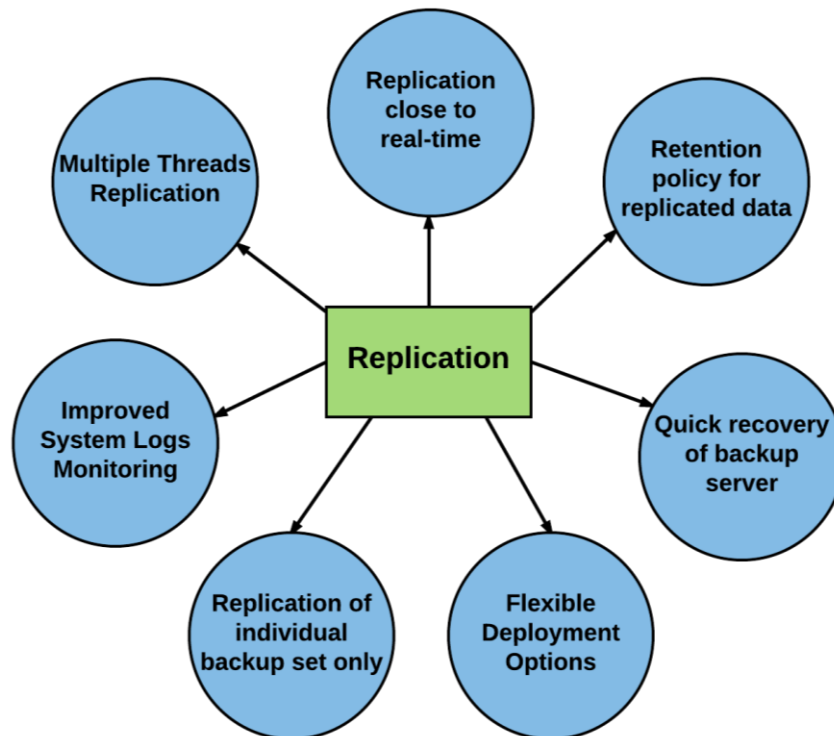 Replication
close to
real-time
Multiple Threads
Replication
Retention
policy for
replicated data
Replication
Improved
System Logs
Monitoring
Quick recovery
of backup
server
Replication of
individual
backup set only
Flexible
Deployment
Options